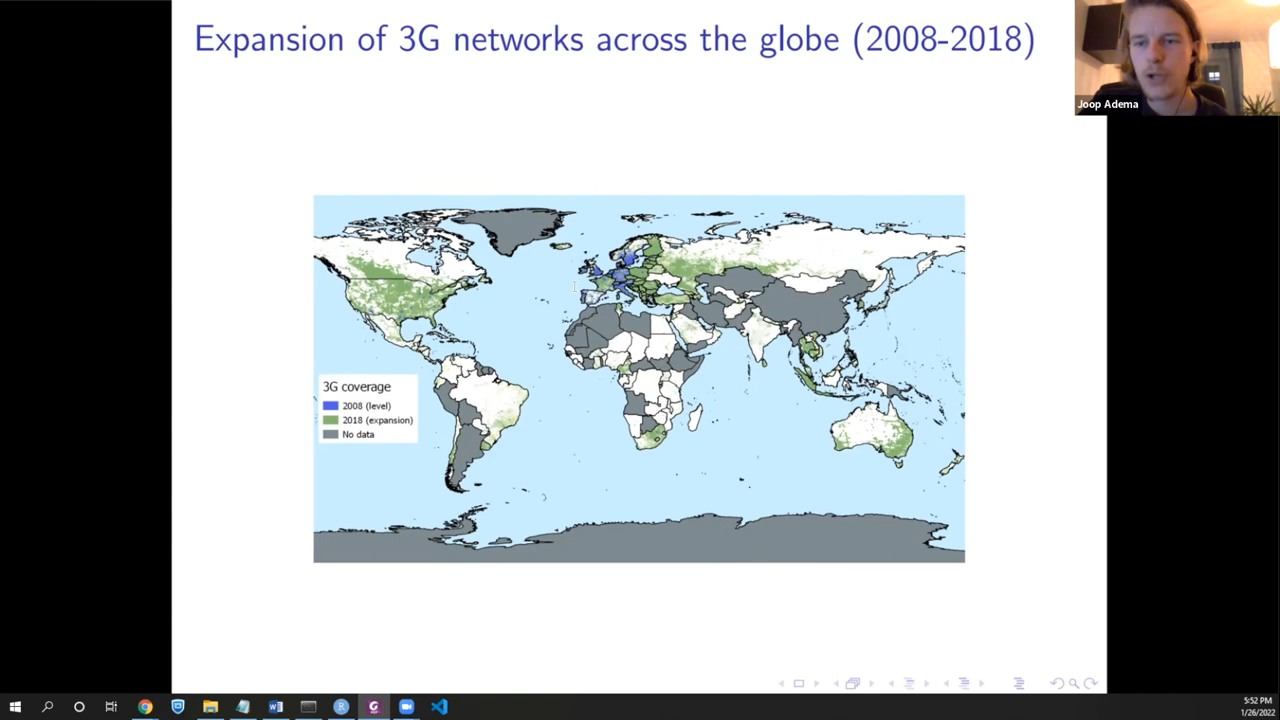 Expansion of 3G networks across the globe (2008-2018)
Joop Adema
3G coverage
2008 (level)
2018 (expansion)
No data
5:52 PM
1/26/2022